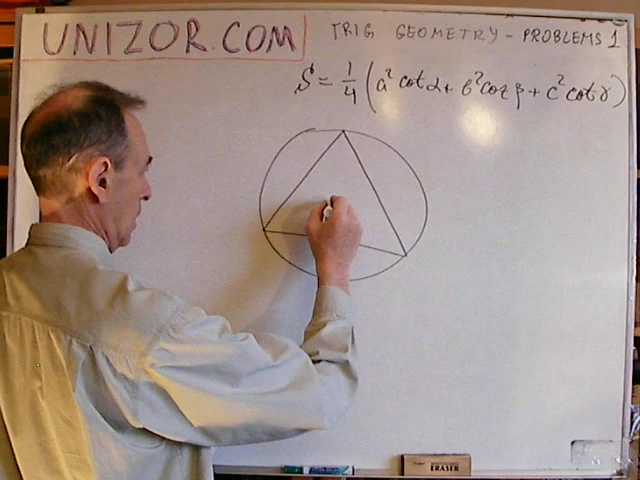 UNIZOR.COM
TRIG GEOMETRY - PROBLEMS 1
S = 1/4 (a² cot α + b² cot β + c² cot γ)
ERASER